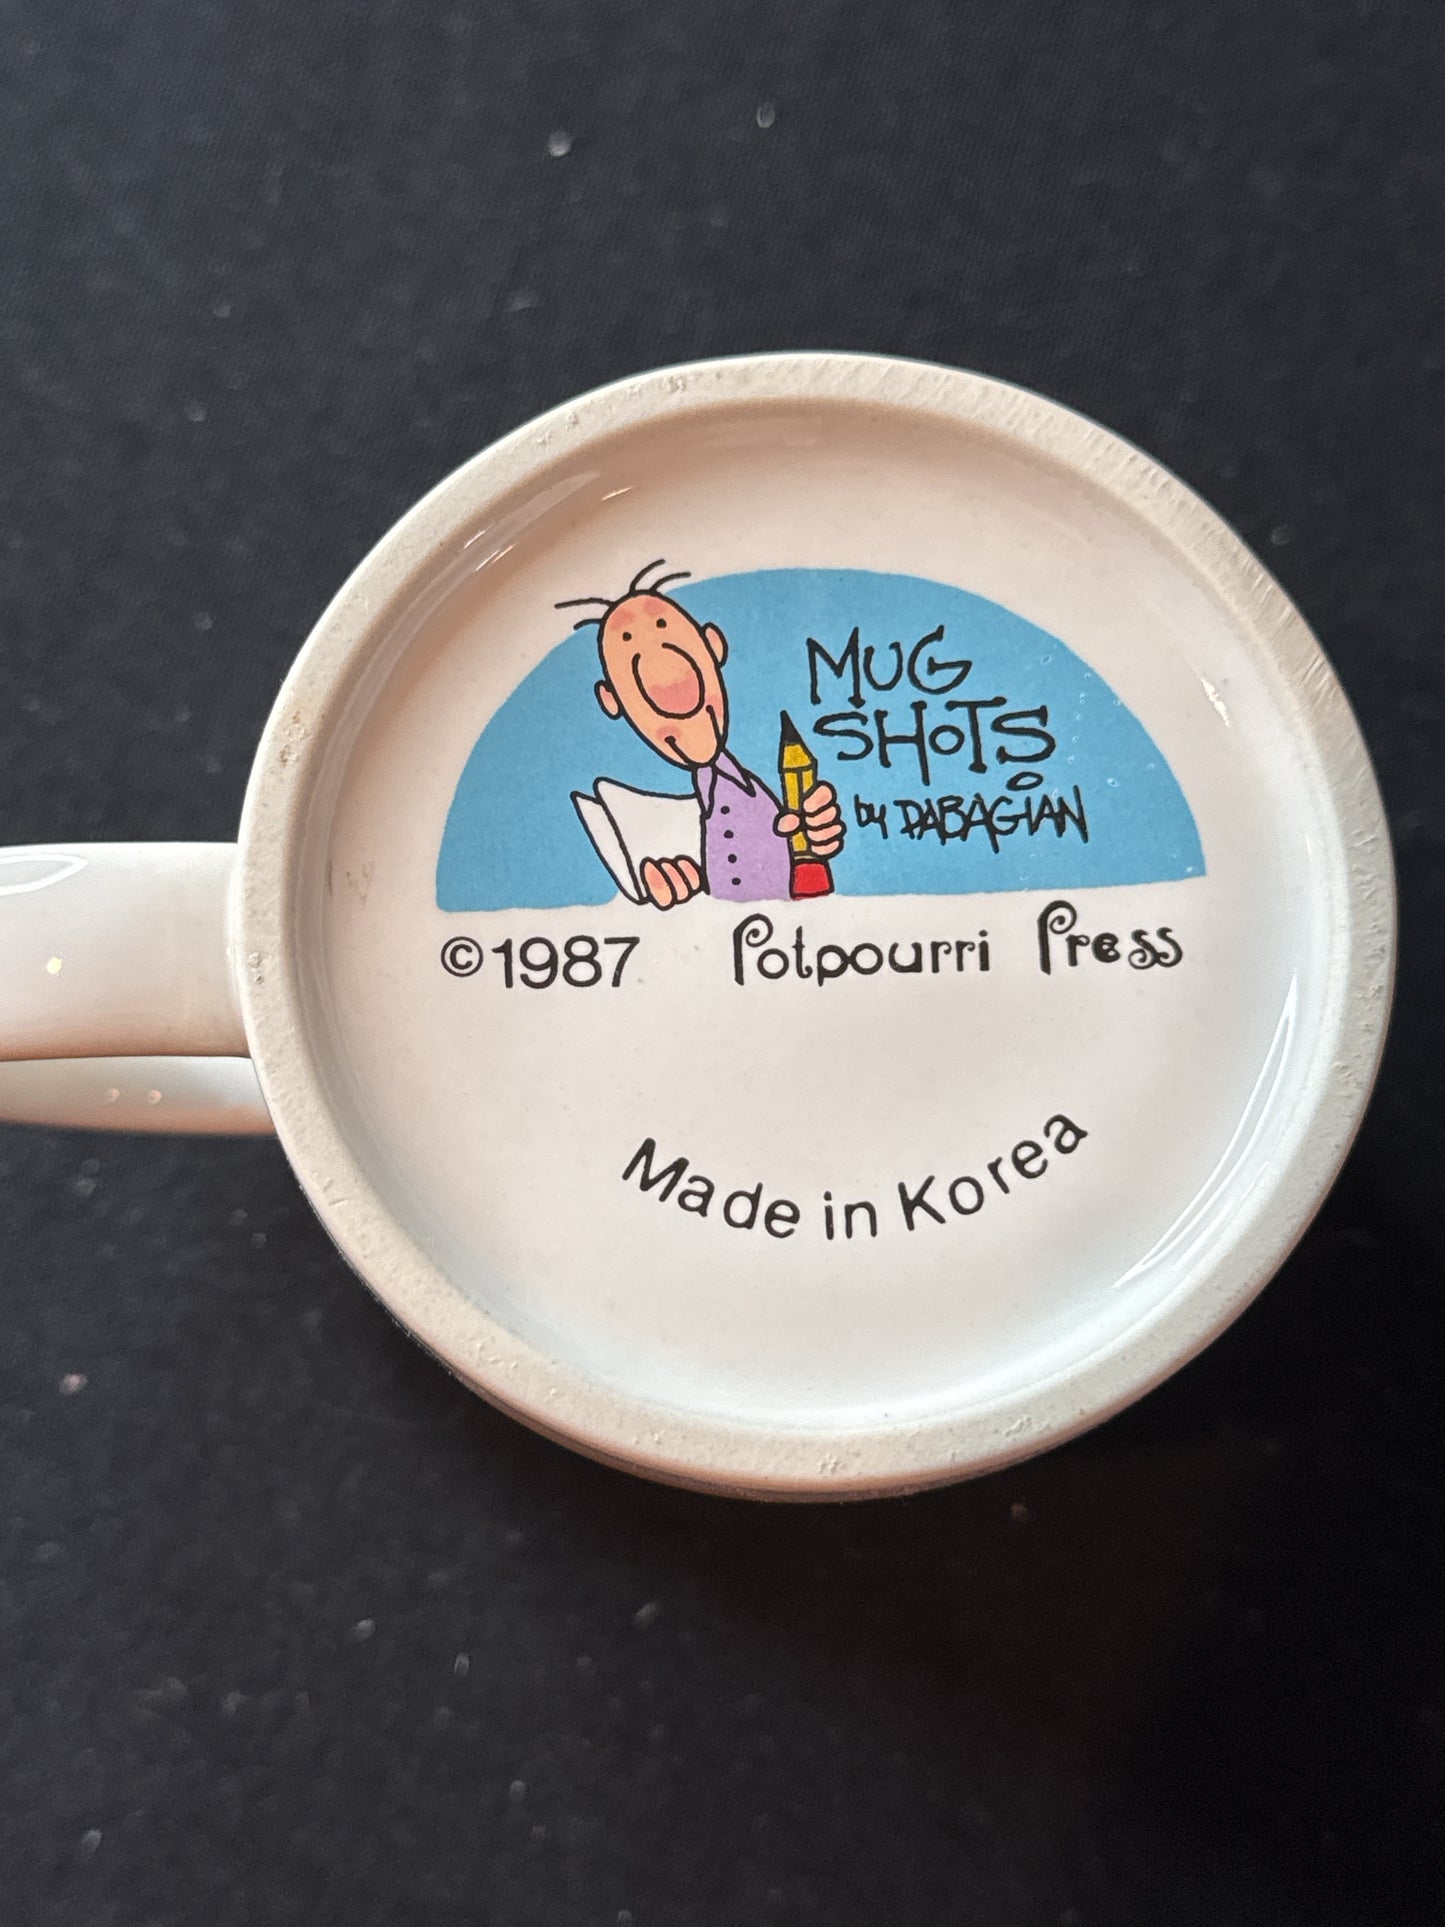 MUG
SHOTS
by DABAGIAN
©1987 Potpourri Press
Made in Korea